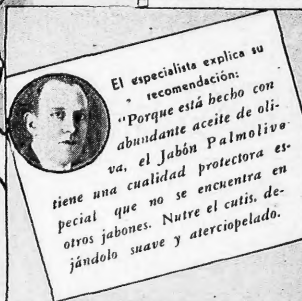 El especialista explica su
recomendación:
"Porque está hecho con
abundante aceite de oli-
va, el Jabón Palmolive
tiene una cualidad protectora es-
pecial que no se encuentra en
otros jabones. Nutre el cutis, de-
jándolo suave y aterciopelado.